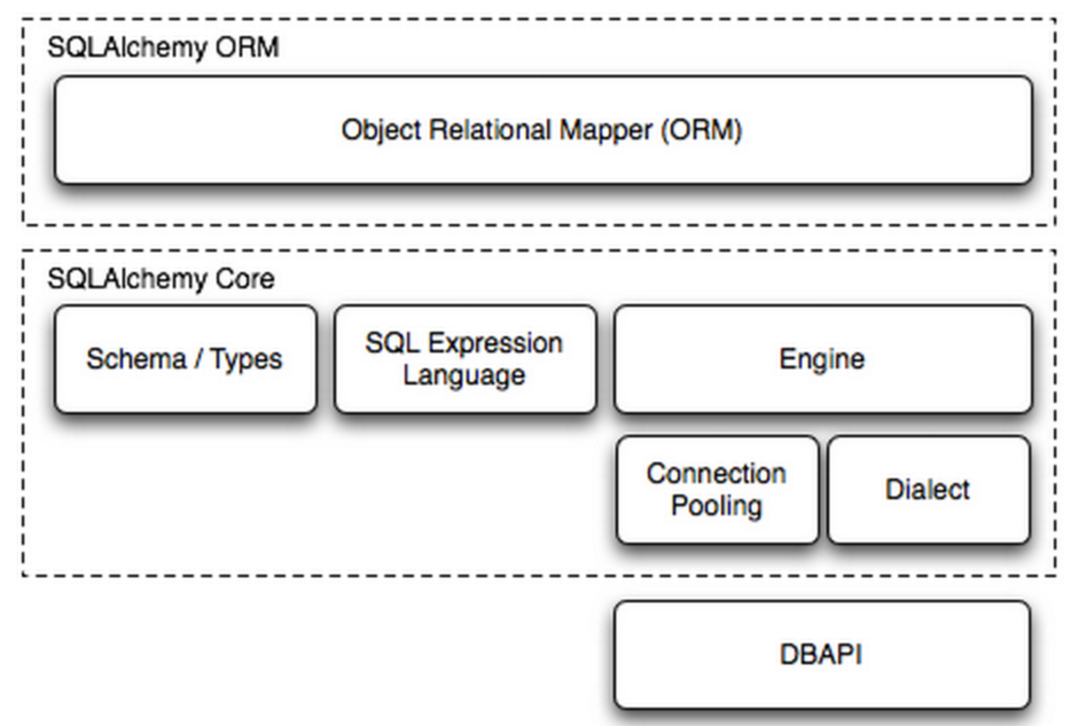 SQLAlchemy ORM
Object Relational Mapper (ORM)
SQLAlchemy Core
Schema / Types
SQL Expression
Language
Engine
Connection
Pooling
Dialect
DBAPI